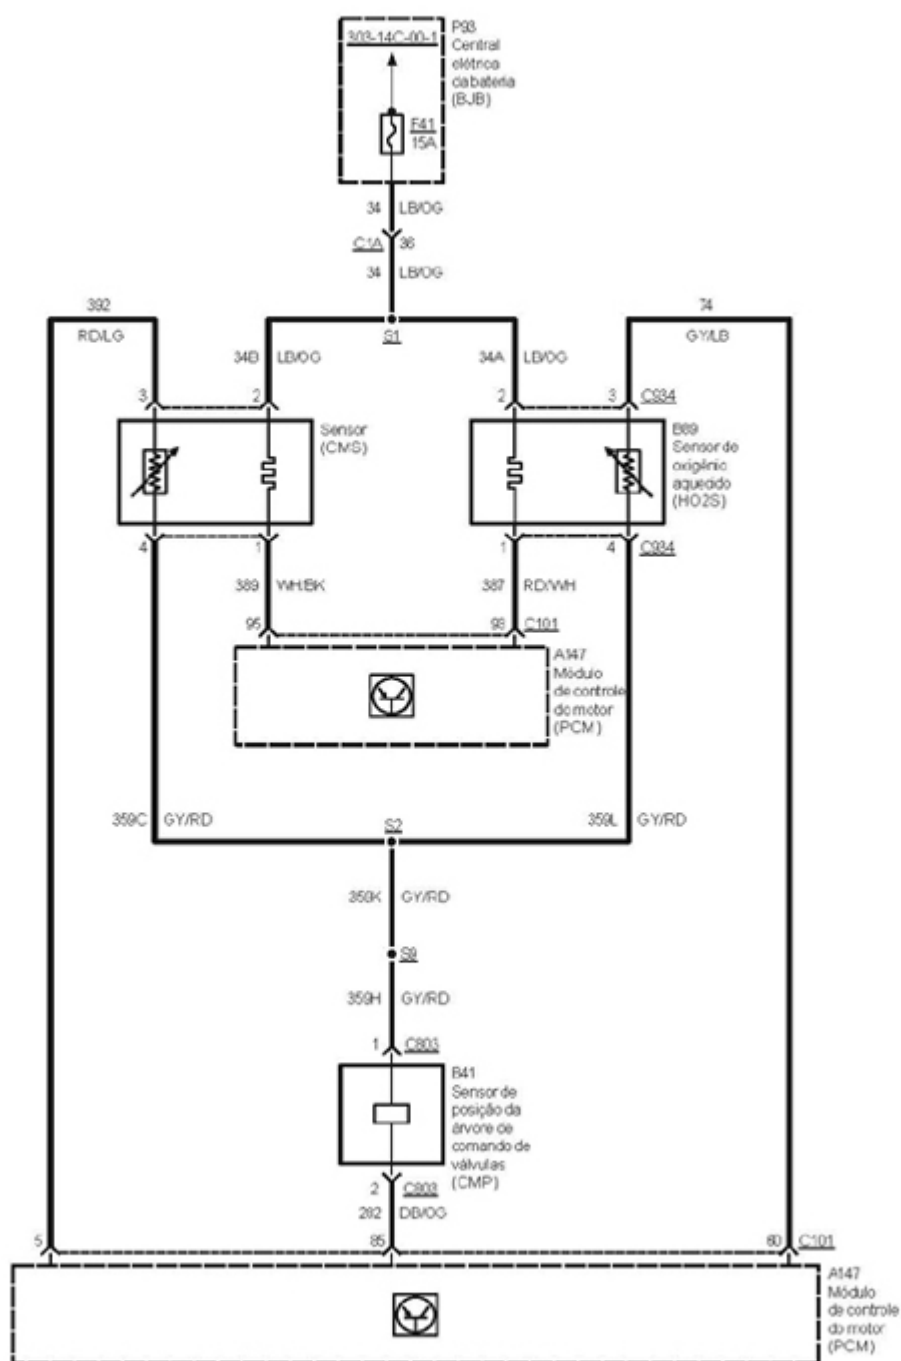 P93
303-14C-00-1
Central
elétrica
da bateria
(BJB)
F41
15A
34 LB/OG
C1A 36
34 LB/OG
392
74
RD/LG
S1
GY/LB
34B LB/OG
34A LB/OG
3 2
2 3 C934
Sensor
(CMS)
B89
Sensor de
oxigênio
aquecido
(HO2S)
4 1
1 4 C934
389 WH/BK
387 RD/WH
95
93 C101
A147
Módulo
de controle
do motor
(PCM)
359C GY/RD
S2
359L GY/RD
359K GY/RD
S9
359H GY/RD
1 C803
B41
Sensor de
posição da
árvore de
comando de
válvulas
(CMP)
2 C803
282 DB/OG
5 85 60 C101
A147
Módulo
de controle
do motor
(PCM)